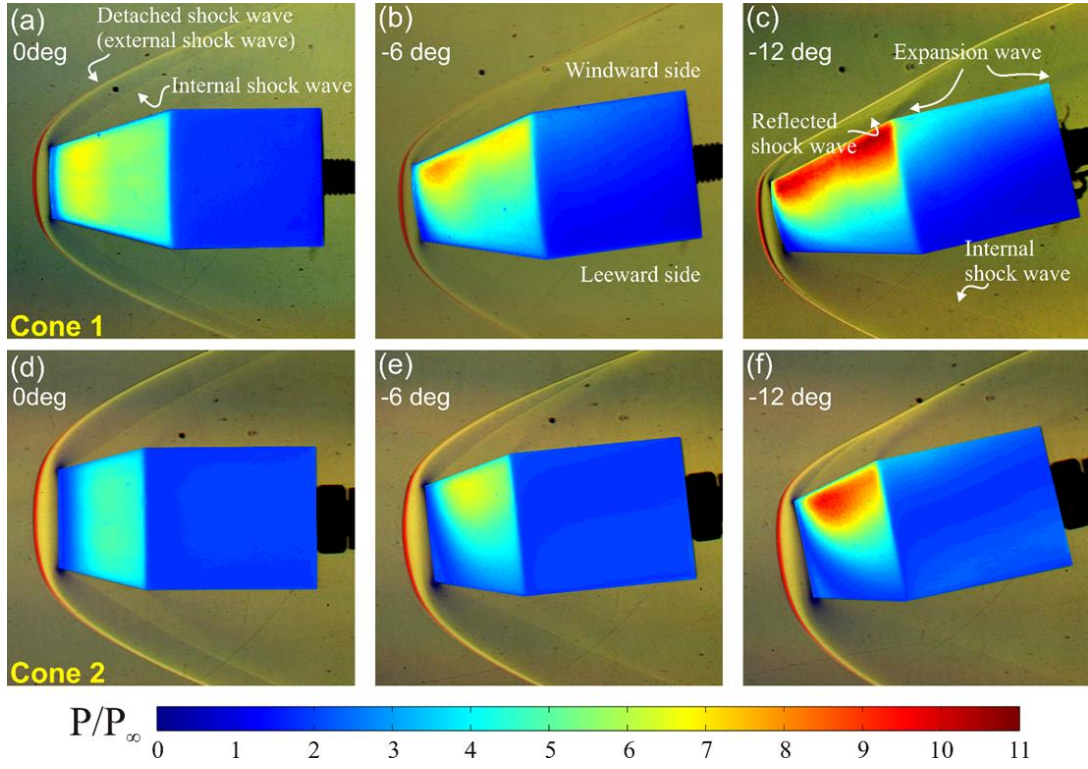 (a)
0deg
Detached shock wave
(external shock wave)
Internal shock wave
Cone 1
(b)
-6 deg
Windward side
Leeward side
(c)
-12 deg
Expansion wave
Reflected
shock wave
Internal
shock wave
(d)
0deg
Cone 2
(e)
-6 deg
(f)
-12 deg
P/P∞
0 1 2 3 4 5 6 7 8 9 10 11